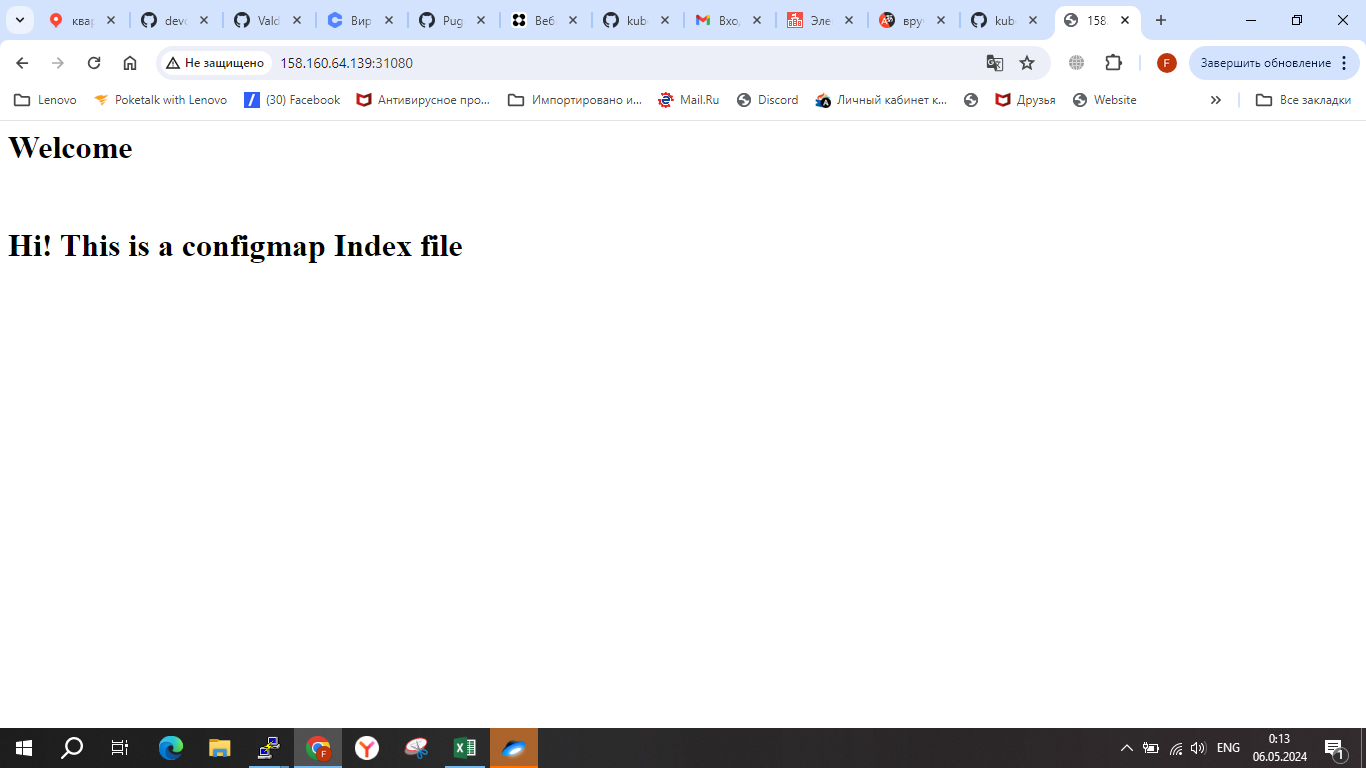 ква
devo
Vald
Вир
Pug
Веб
kub
Вхо,
Эле
kub
158.
Не защищено
158.160.64.139:31080
F
Завершить обновление
Lenovo
Poketalk with Lenovo
(30) Facebook
Антивирусное про...
Импортировано и...
Mail.Ru
Discord
Личный кабинет к...
Друзья
Website
Все закладки
Welcome
Hi! This is a configmap Index file
ENG
0:13
06.05.2024
1